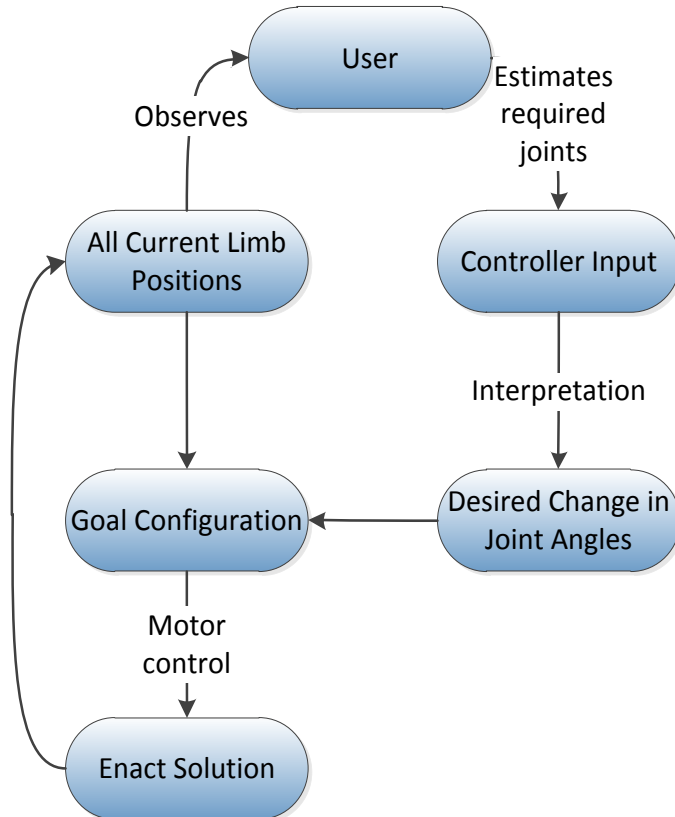 User
Observes
Estimates
required
joints
All Current Limb
Positions
Controller Input
Interpretation
Goal Configuration
Desired Change in
Joint Angles
Motor
control
Enact Solution